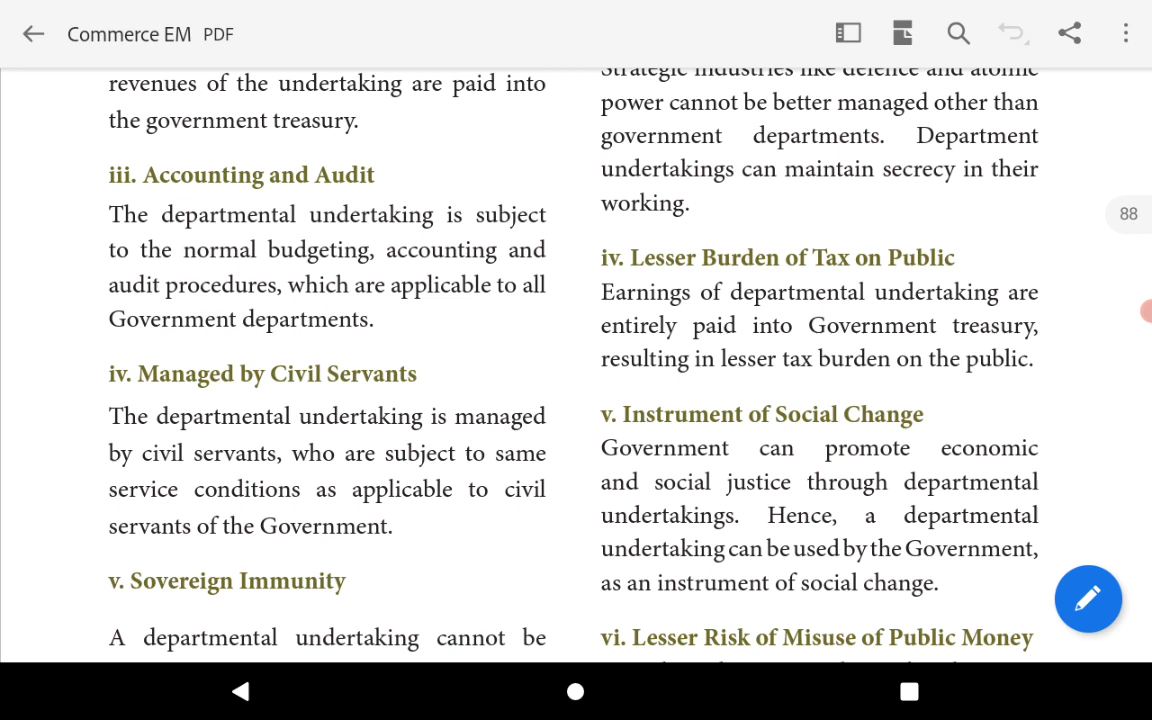 Commerce EM PDF
revenues of the undertaking are paid into
the government treasury.
iii. Accounting and Audit
The departmental undertaking is subject
to the normal budgeting, accounting and
audit procedures, which are applicable to all
Government departments.
iv. Managed by Civil Servants
The departmental undertaking is managed
by civil servants, who are subject to same
service conditions as applicable to civil
servants of the Government.
v. Sovereign Immunity
A departmental undertaking cannot be
Strategic industries like defence and atomic
power cannot be better managed other than
government departments. Department
undertakings can maintain secrecy in their
working.
iv. Lesser Burden of Tax on Public
Earnings of departmental undertaking are
entirely paid into Government treasury,
resulting in lesser tax burden on the public.
v. Instrument of Social Change
Government can promote economic
and social justice through departmental
undertakings. Hence, a departmental
undertaking can be used by the Government,
as an instrument of social change.
vi. Lesser Risk of Misuse of Public Money
88